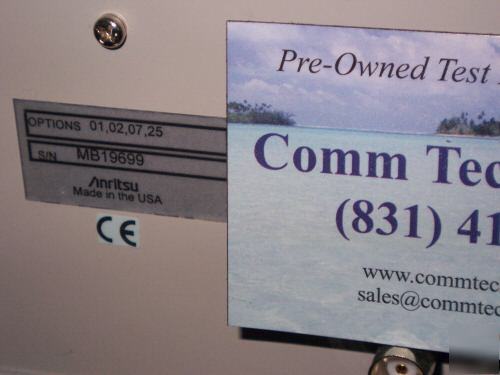 OPTIONS 01,02,07,25
S/N MB19699
Anritsu
Made in the USA
CE
Pre-Owned Test
Comm Tec
(831) 41
www.commtec
sales@commtec